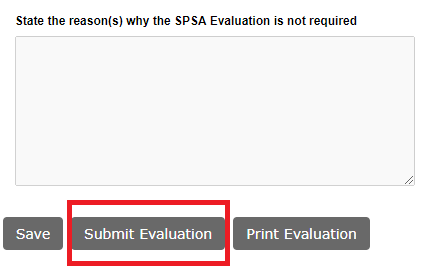 State the reason(s) why the SPSA Evaluation is not required
Save Submit Evaluation Print Evaluation